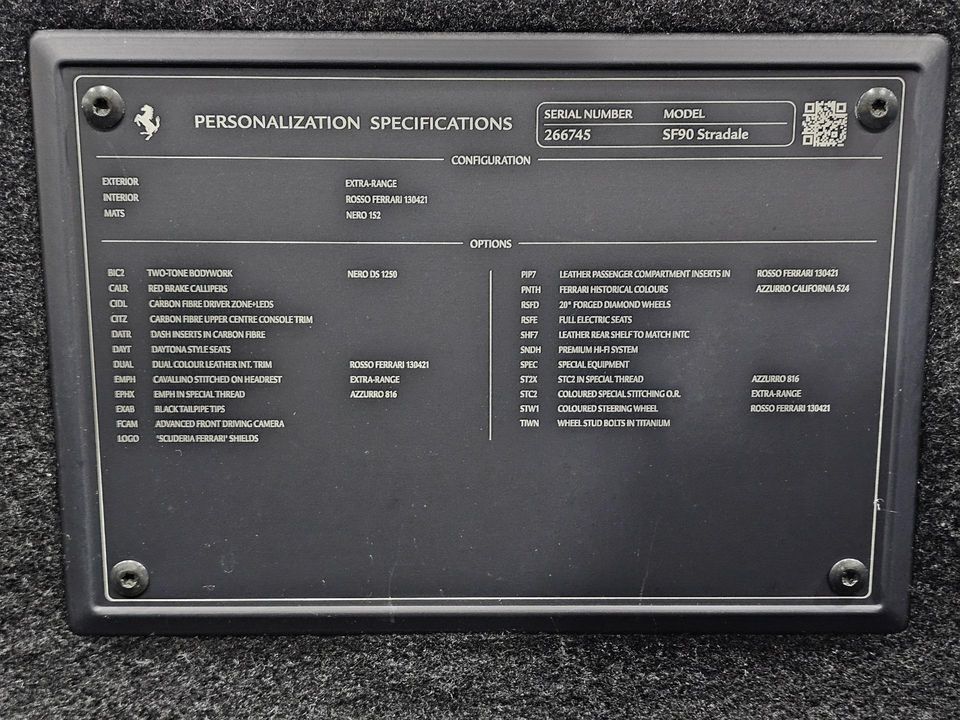 PERSONALIZATION SPECIFICATIONS
SERIAL NUMBER MODEL
266745 SF90 Stradale
CONFIGURATION
EXTERIOR EXTRA-RANGE
INTERIOR ROSSO FERRARI 130421
MATS NERO 152
OPTIONS
BIC2 TWO-TONE BODYWORK NERO DS 1250
CALR RED BRAKE CALLIPERS
CIDL CARBON FIBRE DRIVER ZONE+LEDS
CITZ CARBON FIBRE UPPER CENTRE CONSOLE TRIM
DATR DASH INSERTS IN CARBON FIBRE
DAYT DAYTONA STYLE SEATS
DUAL DUAL COLOUR LEATHER INT. TRIM ROSSO FERRARI 130421
EMPH CAVALLINO STITCHED ON HEADREST EXTRA-RANGE
EPHX EMPH IN SPECIAL THREAD AZZURRO 816
EXAB BLACK TAILPIPE TIPS
FCAM ADVANCED FRONT DRIVING CAMERA
LOGO "SCUDERIA FERRARI" SHIELDS
PIP7 LEATHER PASSENGER COMPARTMENT INSERTS IN ROSSO FERRARI 130421
PNTH FERRARI HISTORICAL COLOURS AZZURRO CALIFORNIA 524
RSFD 20" FORGED DIAMOND WHEELS
RSFE FULL ELECTRIC SEATS
SHF7 LEATHER REAR SHELF TO MATCH INTC
SNDH PREMIUM HI-FI SYSTEM
SPEC SPECIAL EQUIPMENT
ST2X STC2 IN SPECIAL THREAD AZZURRO 816
STC2 COLOURED SPECIAL STITCHING O.R. EXTRA-RANGE
STW1 COLOURED STEERING WHEEL ROSSO FERRARI 130421
TIWN WHEEL STUD BOLTS IN TITANIUM